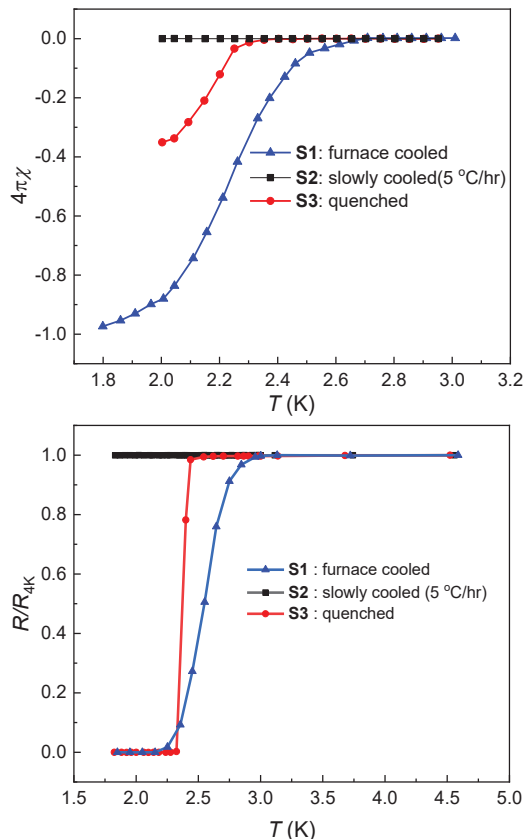 0.0
-0.2
-0.4
-0.6
-0.8
-1.0
4πχ
S1: furnace cooled
S2: slowly cooled(5 °C/hr)
S3: quenched
1.8 2.0 2.2 2.4 2.6 2.8 3.0 3.2
T (K)
1.0
0.8
0.6
0.4
0.2
0.0
R/R4K
S1 : furnace cooled
S2 : slowly cooled (5 °C/hr)
S3 : quenched
1.5 2.0 2.5 3.0 3.5 4.0 4.5 5.0
T (K)